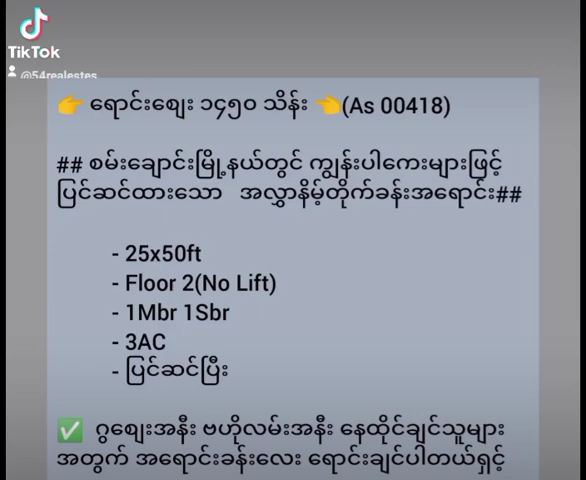 TikTok
@54realestes
👉 ရောင်းစျေး ၁၄၅၀ သိန်း 👈(As 00418)
## စမ်းချောင်းမြို့နယ်တွင် ကျွန်းပါကေးများဖြင့်
ပြင်ဆင်ထားသော အလွှာနိမ့်တိုက်ခန်းအရောင်း##
- 25x50ft
- Floor 2(No Lift)
- 1Mbr 1Sbr
- 3AC
- ပြင်ဆင်ပြီး
✅ ဂွစျေးအနီး ဗဟိုလမ်းအနီး နေထိုင်ချင်သူများ
အတွက် အရောင်းခန်းလေး ရောင်းချင်ပါတယ်ရှင့်